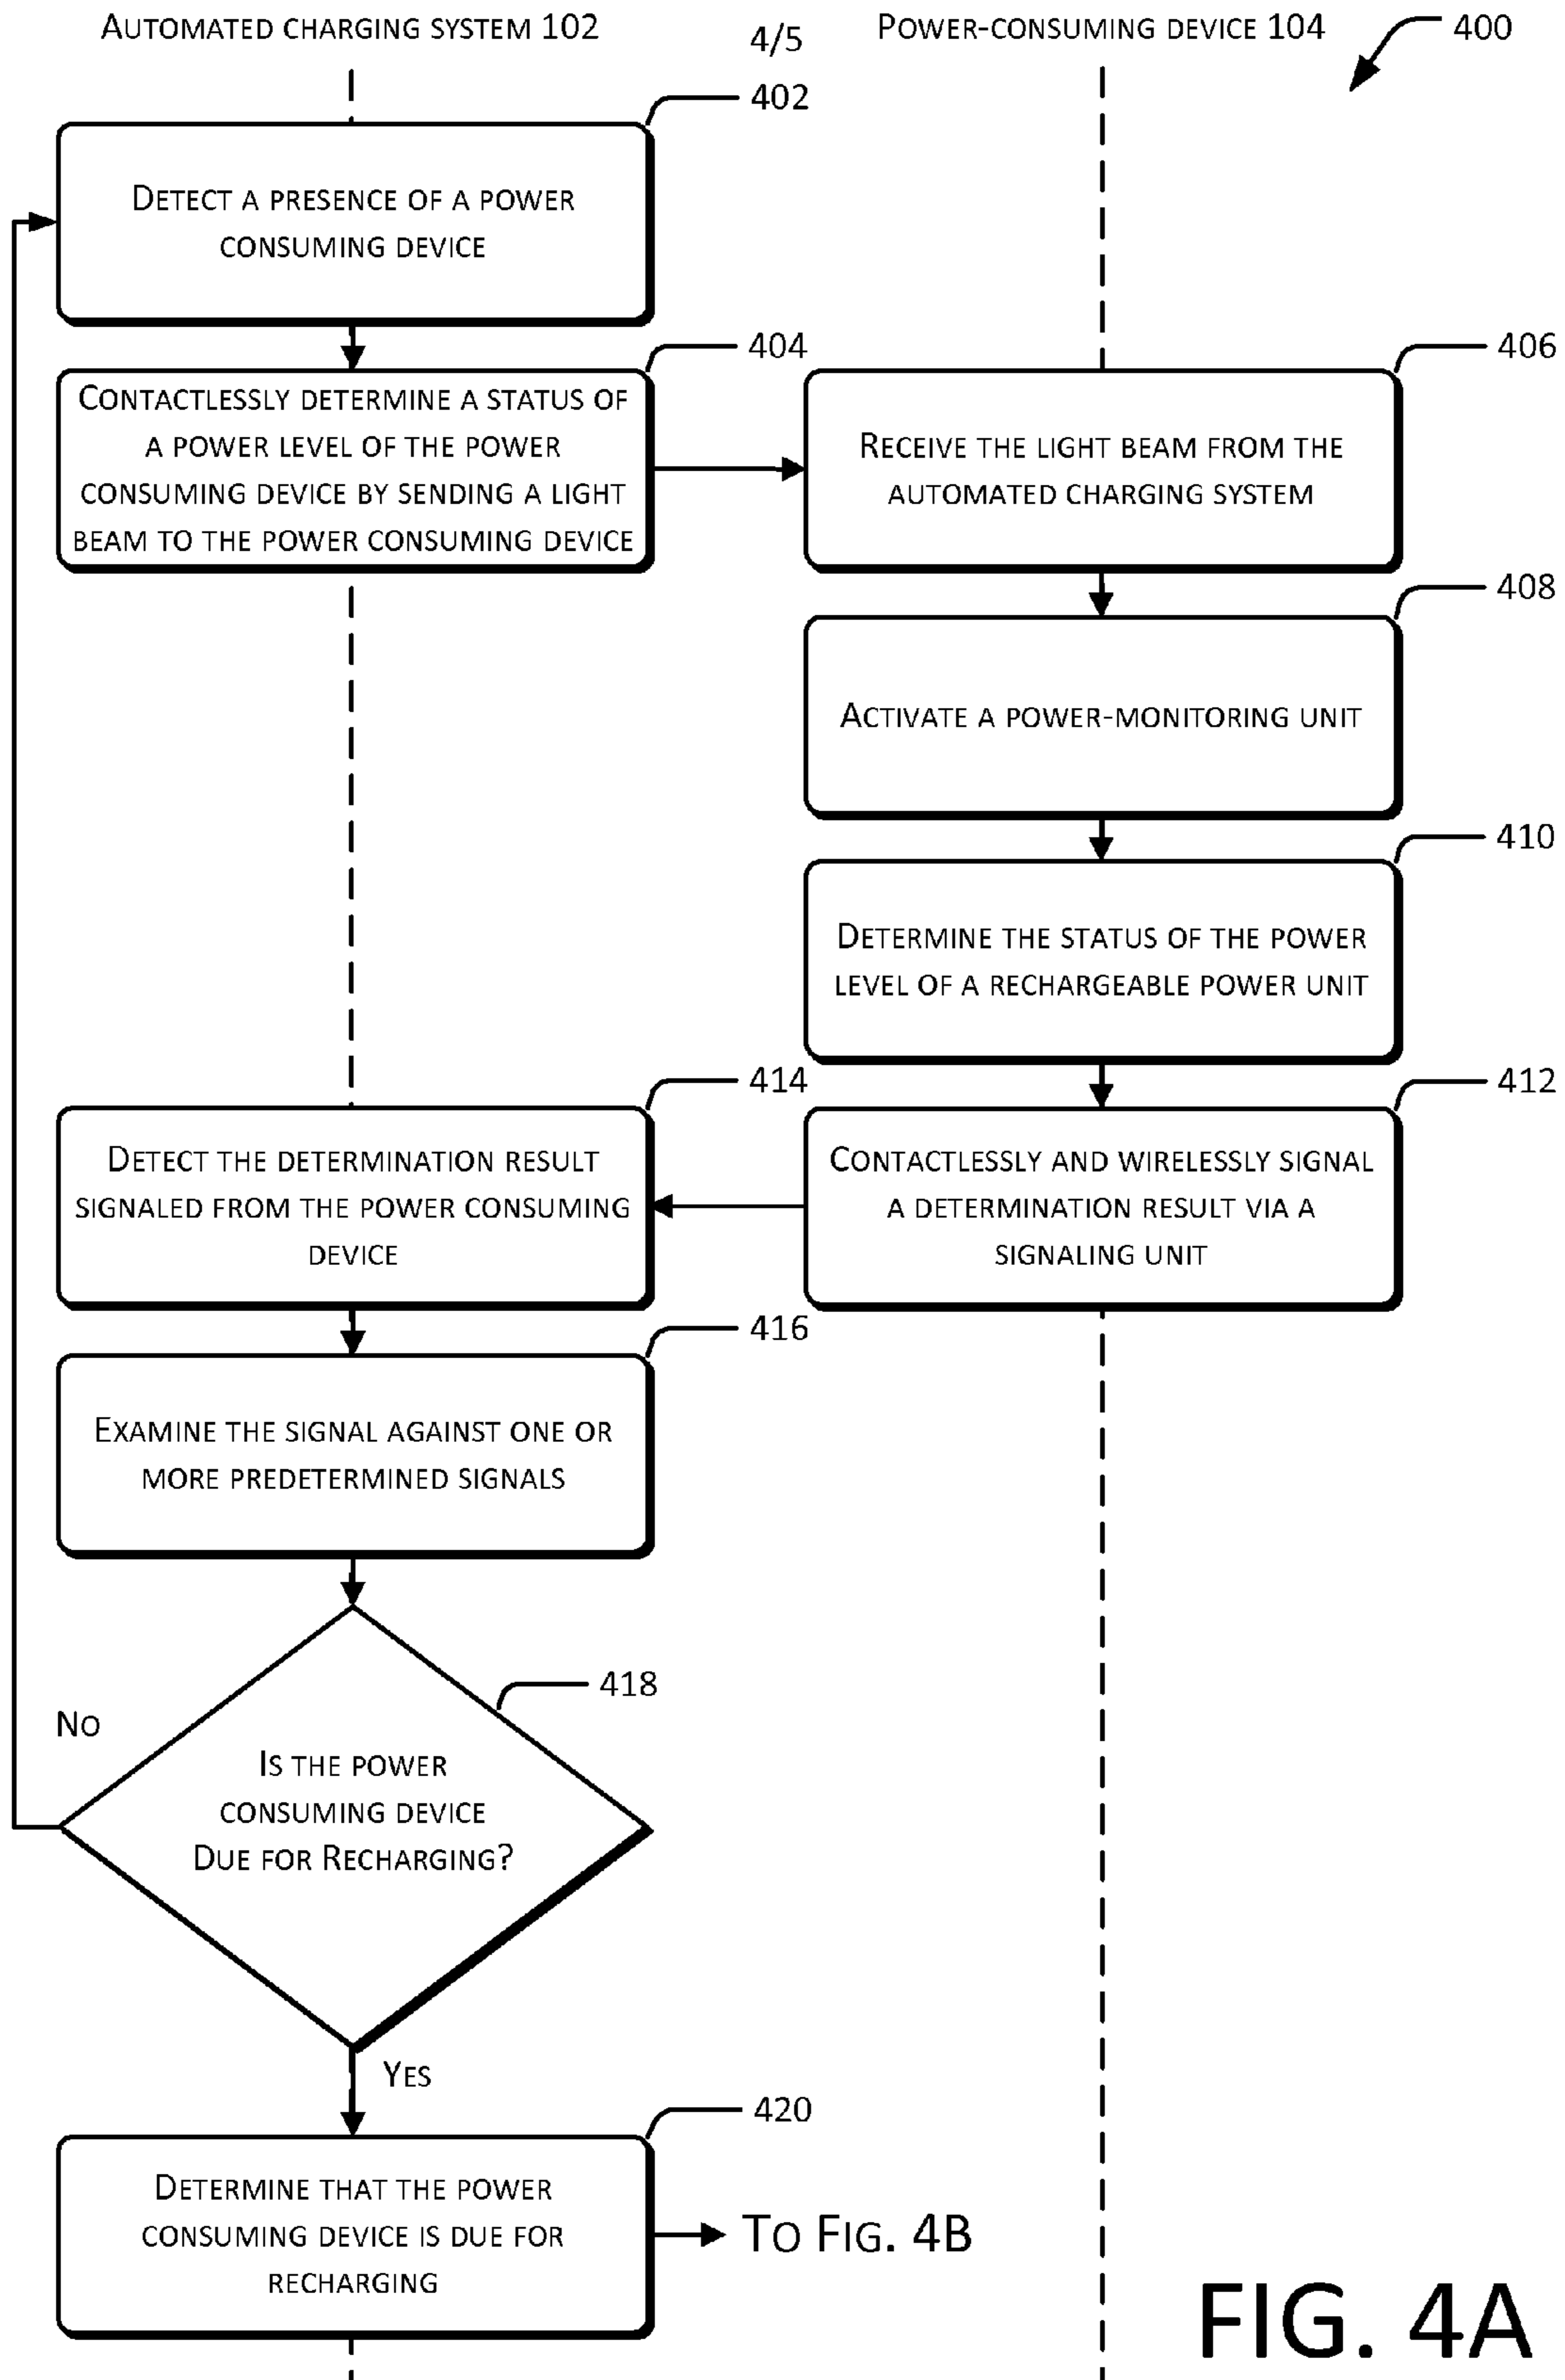 AUTOMATED CHARGING SYSTEM 102
4/5
POWER-CONSUMING DEVICE 104
400
402
DETECT A PRESENCE OF A POWER
CONSUMING DEVICE
404
CONTACTLESSLY DETERMINE A STATUS OF
A POWER LEVEL OF THE POWER
CONSUMING DEVICE BY SENDING A LIGHT
BEAM TO THE POWER CONSUMING DEVICE
406
RECEIVE THE LIGHT BEAM FROM THE
AUTOMATED CHARGING SYSTEM
408
ACTIVATE A POWER-MONITORING UNIT
410
DETERMINE THE STATUS OF THE POWER
LEVEL OF A RECHARGEABLE POWER UNIT
412
CONTACTLESSLY AND WIRELESSLY SIGNAL
A DETERMINATION RESULT VIA A
SIGNALING UNIT
414
DETECT THE DETERMINATION RESULT
SIGNALED FROM THE POWER CONSUMING
DEVICE
416
EXAMINE THE SIGNAL AGAINST ONE OR
MORE PREDETERMINED SIGNALS
418
NO
IS THE POWER
CONSUMING DEVICE
DUE FOR RECHARGING?
YES
420
DETERMINE THAT THE POWER
CONSUMING DEVICE IS DUE FOR
RECHARGING
TO FIG. 4B
FIG. 4A